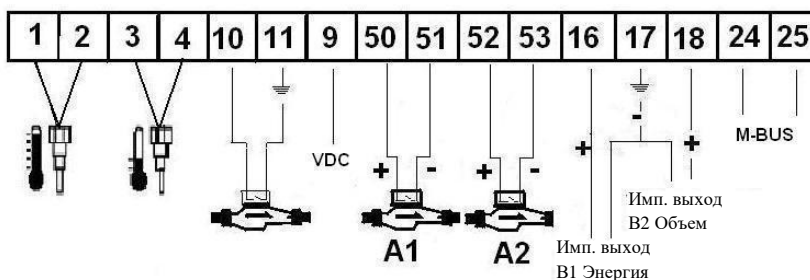 1 2 3 4 10 11 9 50 51 52 53 16 17 18 24 25
-
+ +
M-BUS
VDC
+ - + -
Имп. выход
B2 Объем
A1 A2
Имп. выход
B1 Энергия